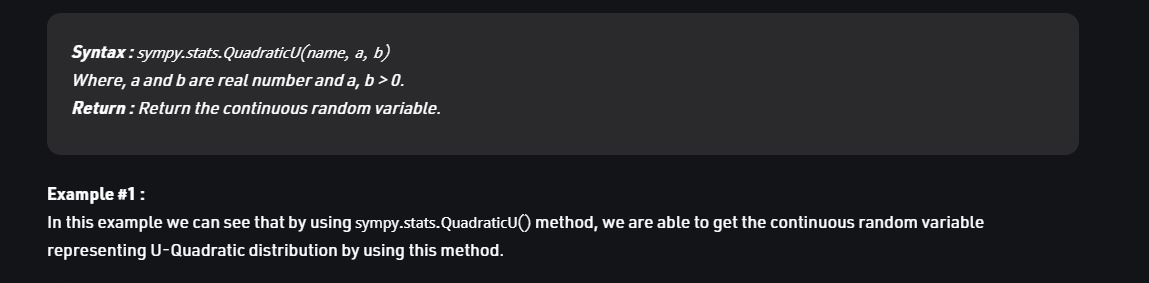 Syntax : sympy.stats.QuadraticU(name, a, b)
Where, a and b are real number and a, b > 0.
Return : Return the continuous random variable.
Example #1 :
In this example we can see that by using sympy.stats.QuadraticU() method, we are able to get the continuous random variable
representing U-Quadratic distribution by using this method.